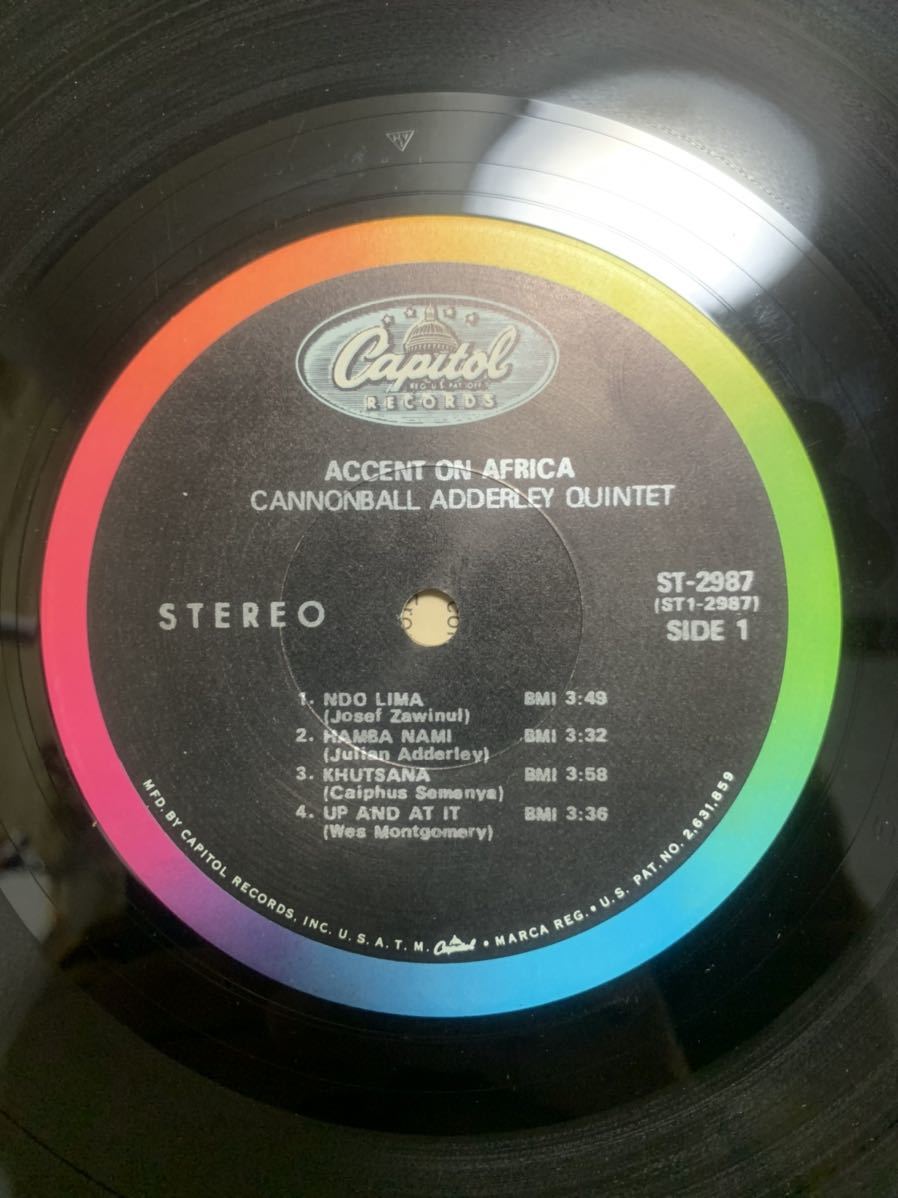 Capitol
REG. U.S. PAT. OFF.
RECORDS
ACCENT ON AFRICA
CANNONBALL ADDERLEY QUINTET
STEREO
ST-2987
(ST1-2987)
SIDE 1
1. NDO LIMA BMI 3:49
(Josef Zawinul)
2. HAMBA NAMI BMI 3:32
(Julian Adderley)
3. KHUTSANA BMI 3:58
(Caiphus Semenya)
4. UP AND AT IT BMI 3:36
(Wes Montgomery)
MFD. BY CAPITOL RECORDS, INC. U.S.A. T.M. Capitol • MARCA REG. • U.S. PAT. NO. 2,631,859